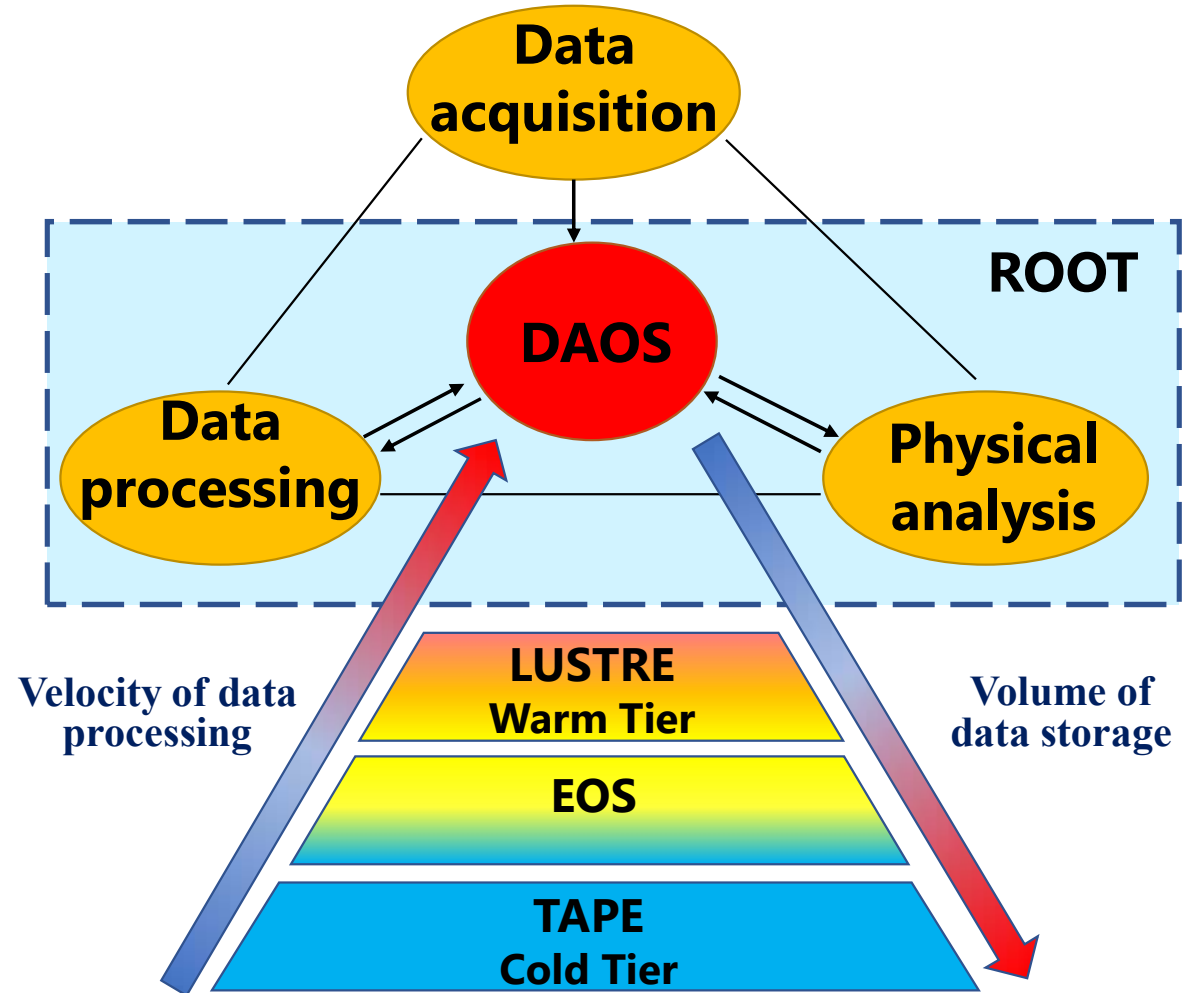 Data
acquisition
ROOT
DAOS
Data
processing
Physical
analysis
LUSTRE
Warm Tier
Velocity of data
processing
Volume of
data storage
EOS
TAPE
Cold Tier